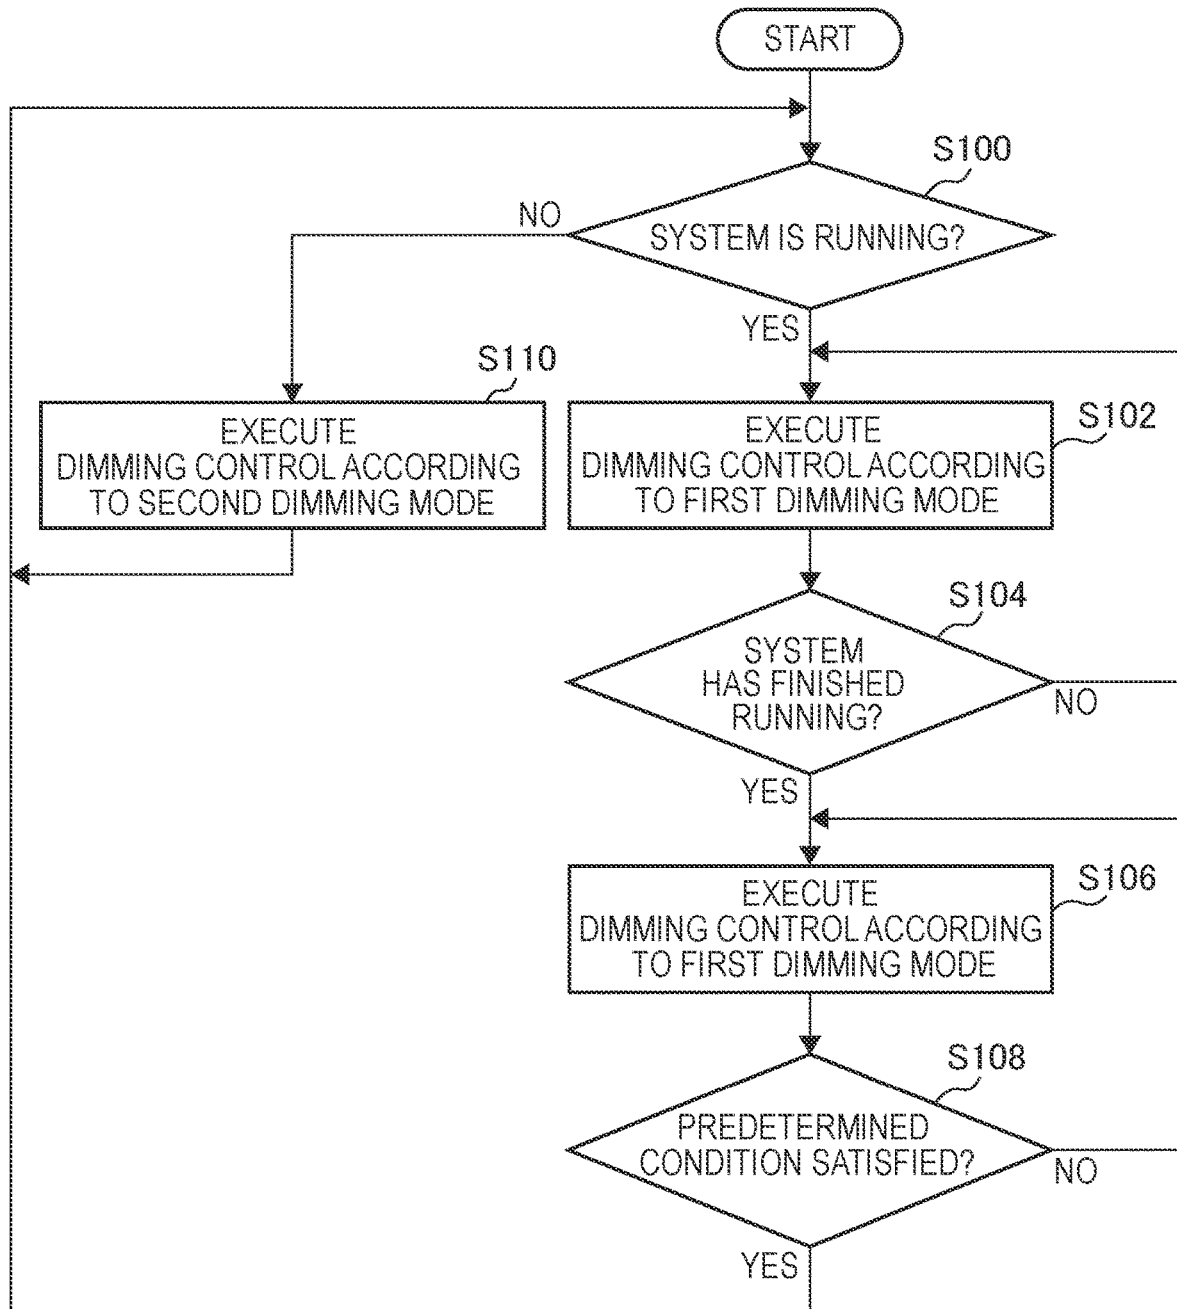 START
S100
NO
SYSTEM IS RUNNING?
YES
S110
S102
EXECUTE
DIMMING CONTROL ACCORDING
TO SECOND DIMMING MODE
EXECUTE
DIMMING CONTROL ACCORDING
TO FIRST DIMMING MODE
S104
SYSTEM
HAS FINISHED
RUNNING?
NO
YES
S106
EXECUTE
DIMMING CONTROL ACCORDING
TO FIRST DIMMING MODE
S108
PREDETERMINED
CONDITION SATISFIED?
NO
YES